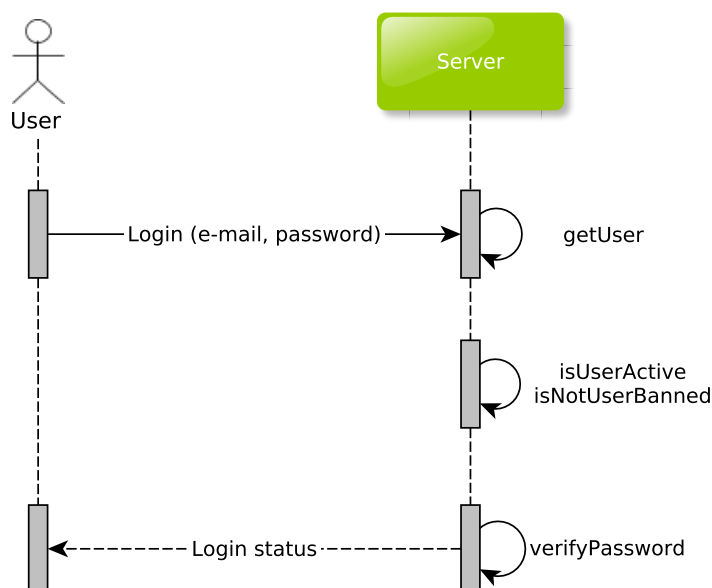 Server
User
Login (e-mail, password)
getUser
isUserActive
isNotUserBanned
Login status
verifyPassword